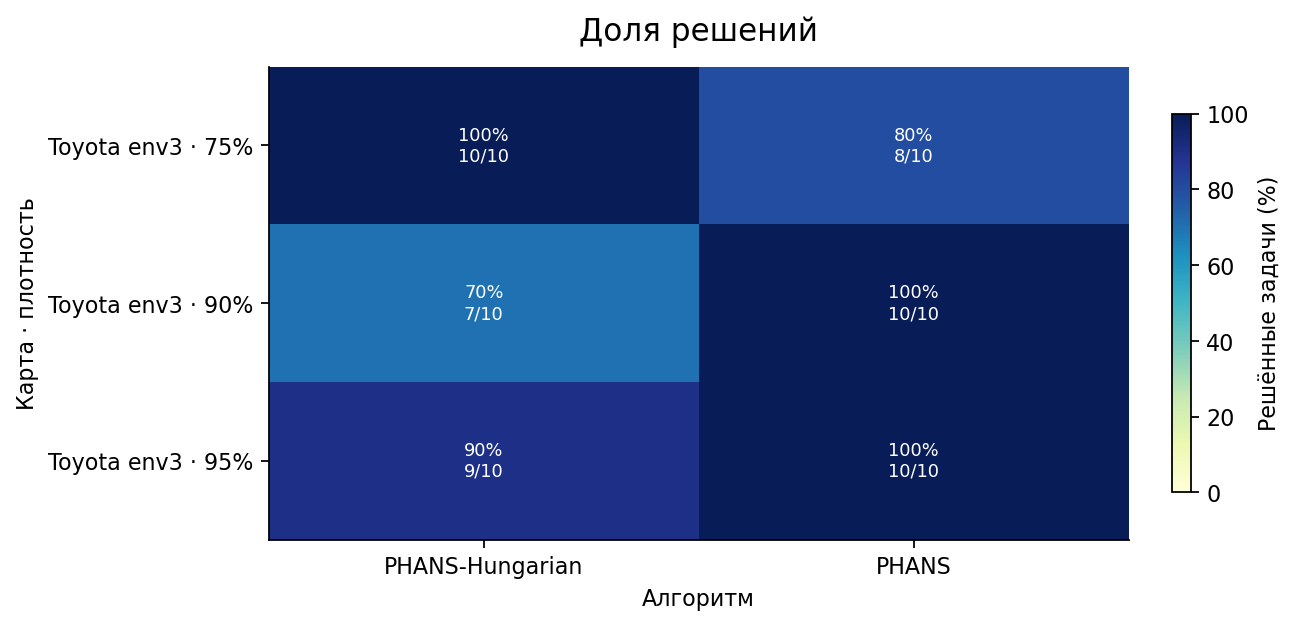 Доля решений
Карта · плотность
Toyota env3 · 75%
100%
10/10
80%
8/10
Toyota env3 · 90%
70%
7/10
100%
10/10
Toyota env3 · 95%
90%
9/10
100%
10/10
PHANS-Hungarian
PHANS
Алгоритм
100
80
60
40
20
0
Решённые задачи (%)